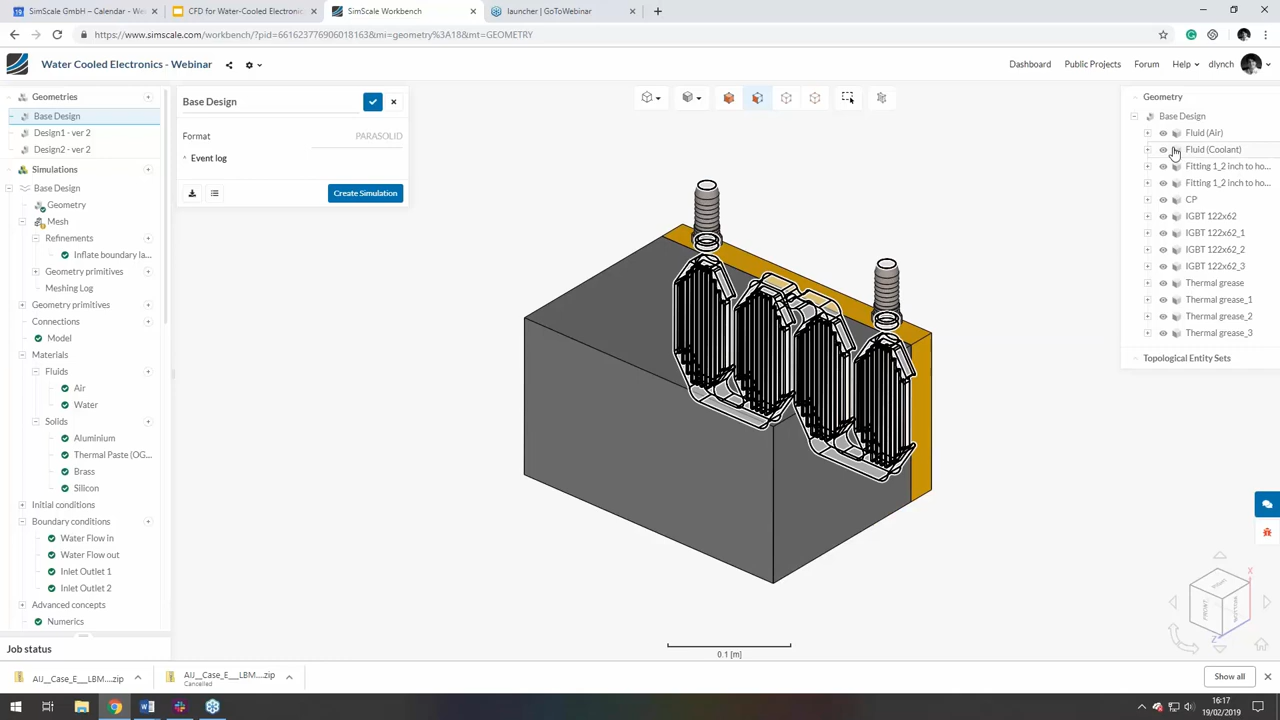 SimScale GmbH - Calendar - We
CFD for Water-Cooled Electronic
SimScale Workbench
launcher | GoToWebinar
https://www.simscale.com/workbench/?pid=661623776906018163&mi=geometry%3A18&mt=GEOMETRY
Water Cooled Electronics - Webinar
Dashboard
Public Projects
Forum
Help
dlynch
Geometries
Base Design
Design1 - ver 2
Design2 - ver 2
Simulations
Base Design
Geometry
Mesh
Refinements
Inflate boundary la...
Geometry primitives
Meshing Log
Geometry primitives
Connections
Model
Materials
Fluids
Air
Water
Solids
Aluminium
Thermal Paste (OG...
Brass
Silicon
Initial conditions
Boundary conditions
Water Flow in
Water Flow out
Inlet Outlet 1
Inlet Outlet 2
Advanced concepts
Numerics
Job status
Base Design
Format
PARASOLID
Event log
Create Simulation
0.1 [m]
Geometry
Base Design
Fluid (Air)
Fluid (Coolant)
Fitting 1_2 inch to ho...
Fitting 1_2 inch to ho...
CP
IGBT 122x62
IGBT 122x62_1
IGBT 122x62_2
IGBT 122x62_3
Thermal grease
Thermal grease_1
Thermal grease_2
Thermal grease_3
Topological Entity Sets
FRONT
BOTTOM
X
Z
AIJ__Case_E___LBM....zip
AIJ__Case_E___LBM....zip
Cancelled
Show all
16:17
19/02/2019